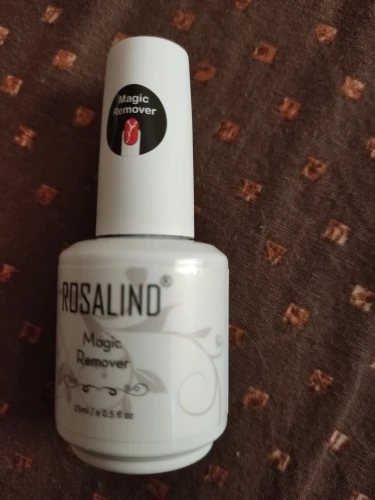 Magic
Remover
ROSALIND®
Magic
Remover
15ml / e 0.5 fl oz